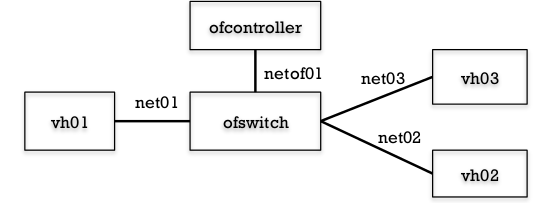 ofcontroller
netof01
net01
net03
vh03
vh01
ofswitch
net02
vh02